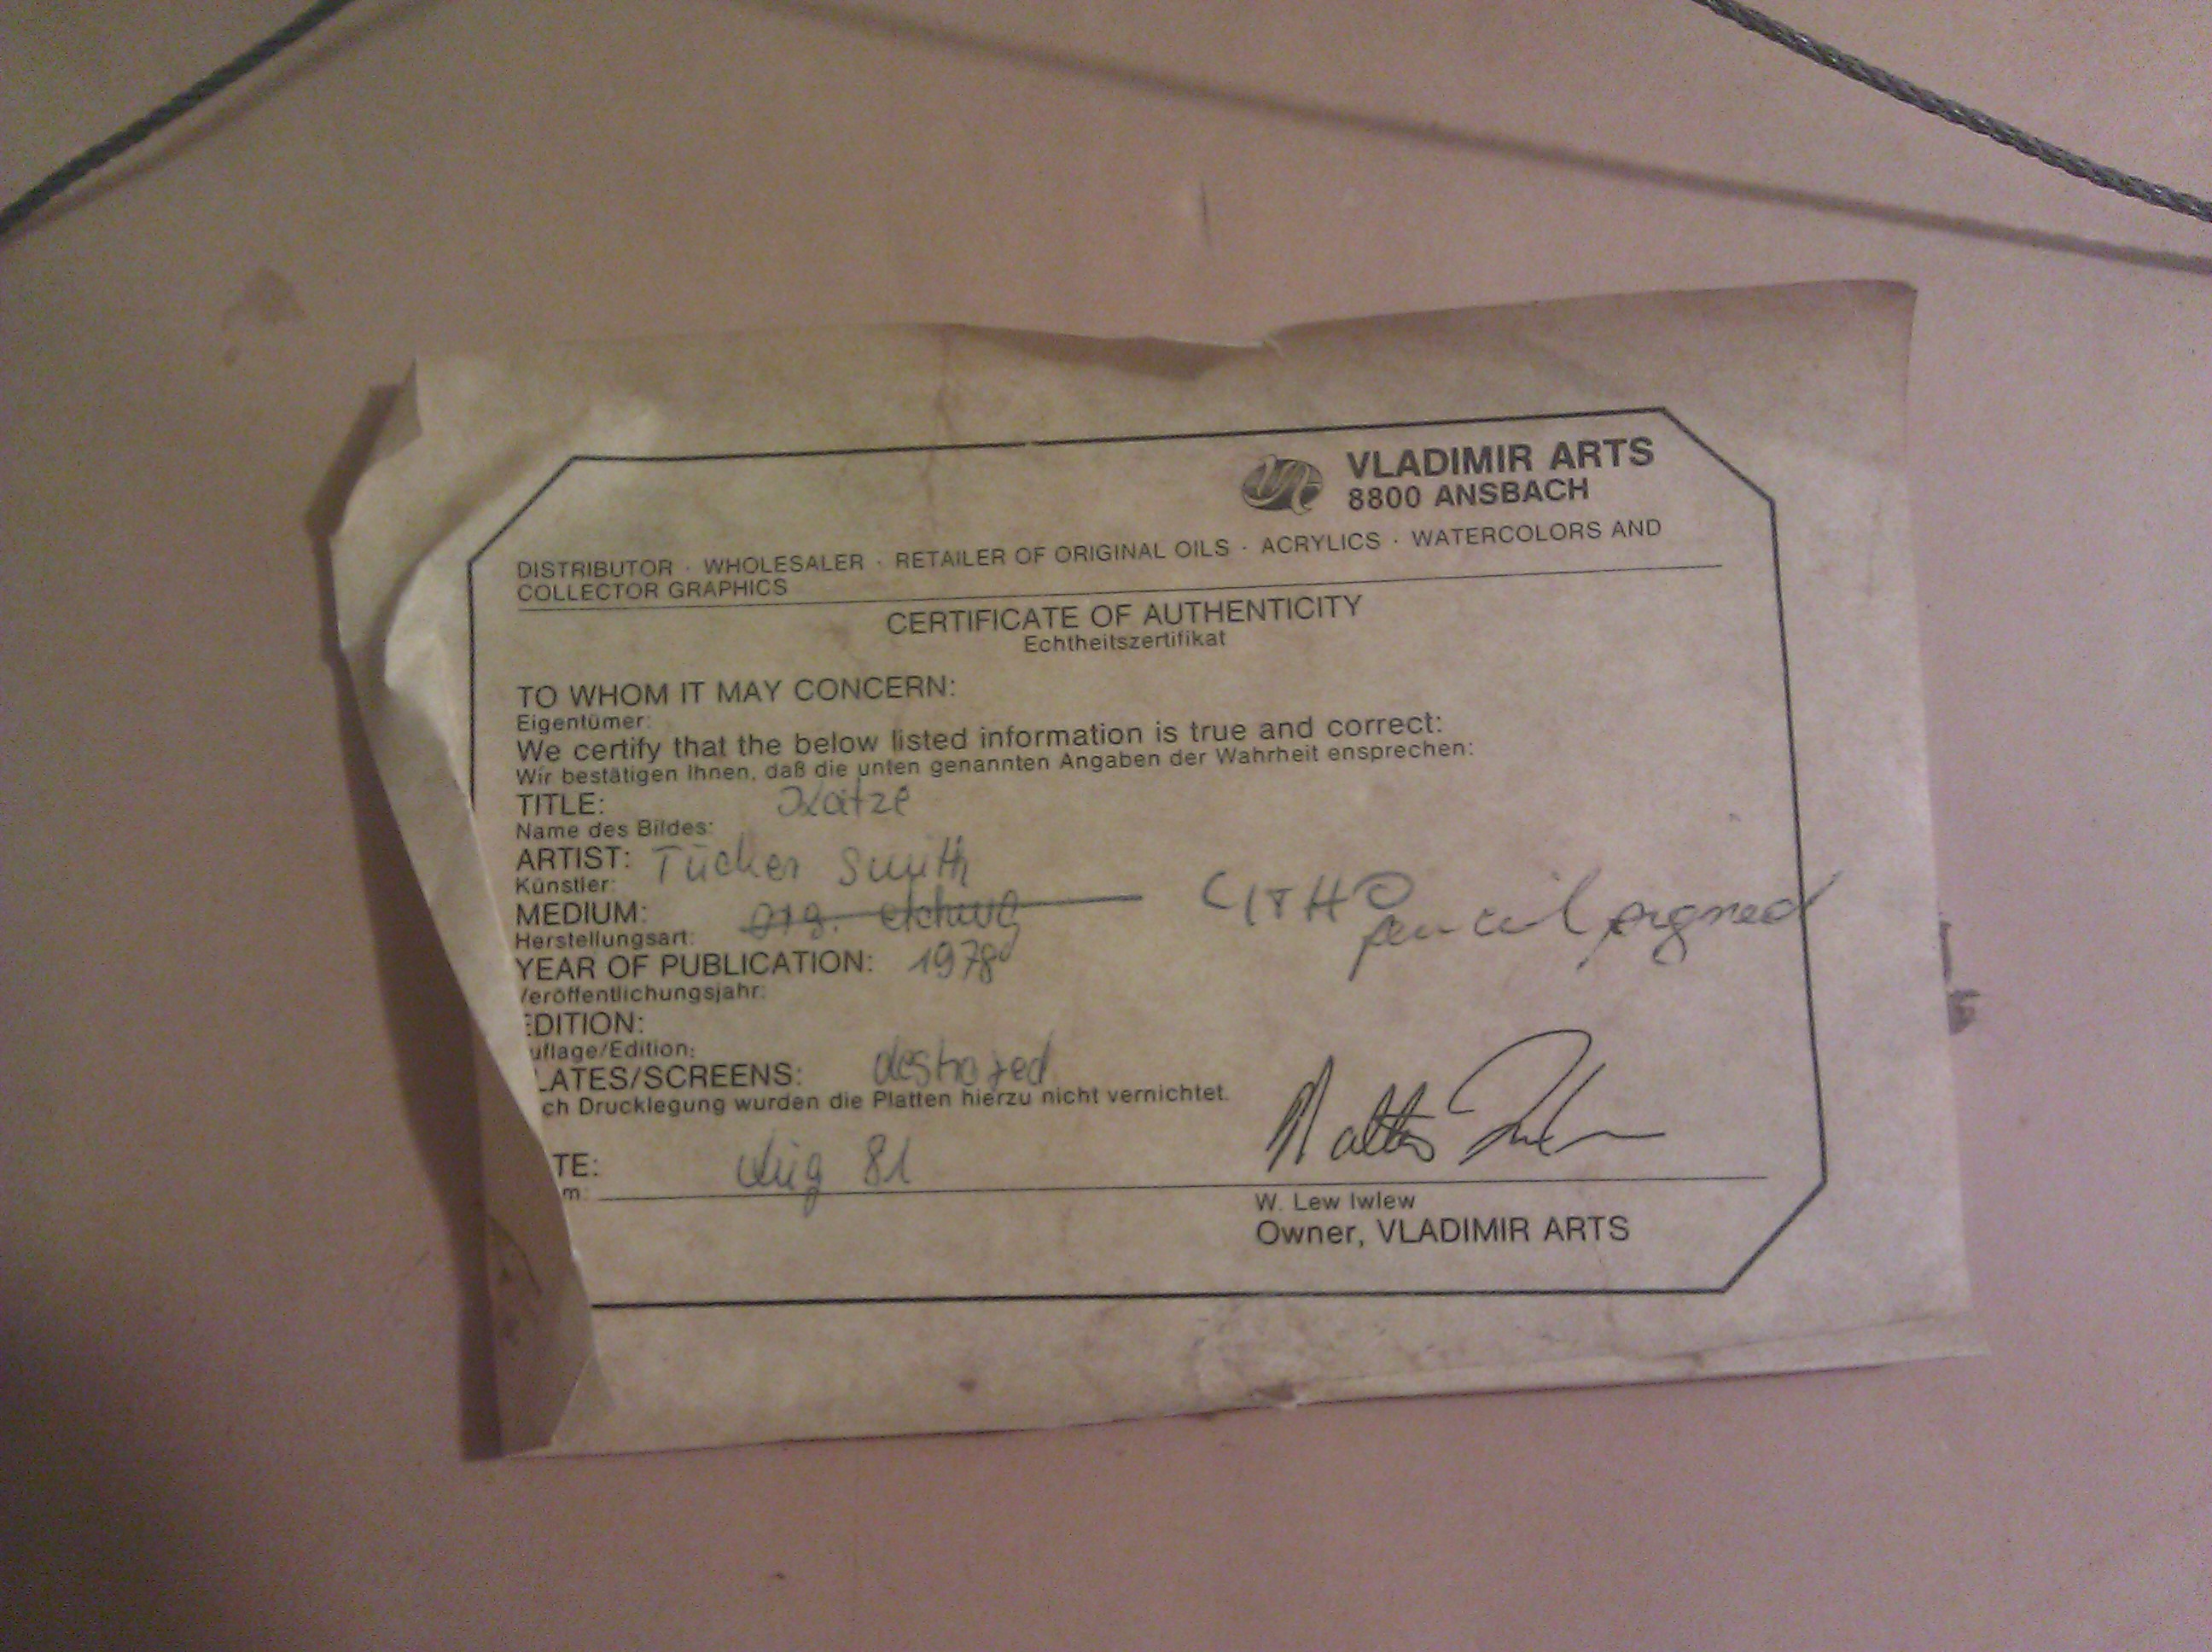 VLADIMIR ARTS
8800 ANSBACH
DISTRIBUTOR · WHOLESALER · RETAILER OF ORIGINAL OILS · ACRYLICS · WATERCOLORS AND
COLLECTOR GRAPHICS
CERTIFICATE OF AUTHENTICITY
Echtheitszertifikat
TO WHOM IT MAY CONCERN:
Eigentümer:
We certify that the below listed information is true and correct:
Wir bestätigen Ihnen, daß die unten genannten Angaben der Wahrheit ensprechen:
TITLE: Katze
Name des Bildes:
ARTIST: Tucker Smith
Künstler:
MEDIUM: Org. etching LITHO
pencil signed
Herstellungsart:
YEAR OF PUBLICATION: 1978
Veröffentlichungsjahr:
EDITION:
uflage/Edition:
LATES/SCREENS: destroyed
ch Drucklegung wurden die Platten hierzu nicht vernichtet.
TE: Aug 81
m:
W. Lew Iwlew
Owner, VLADIMIR ARTS